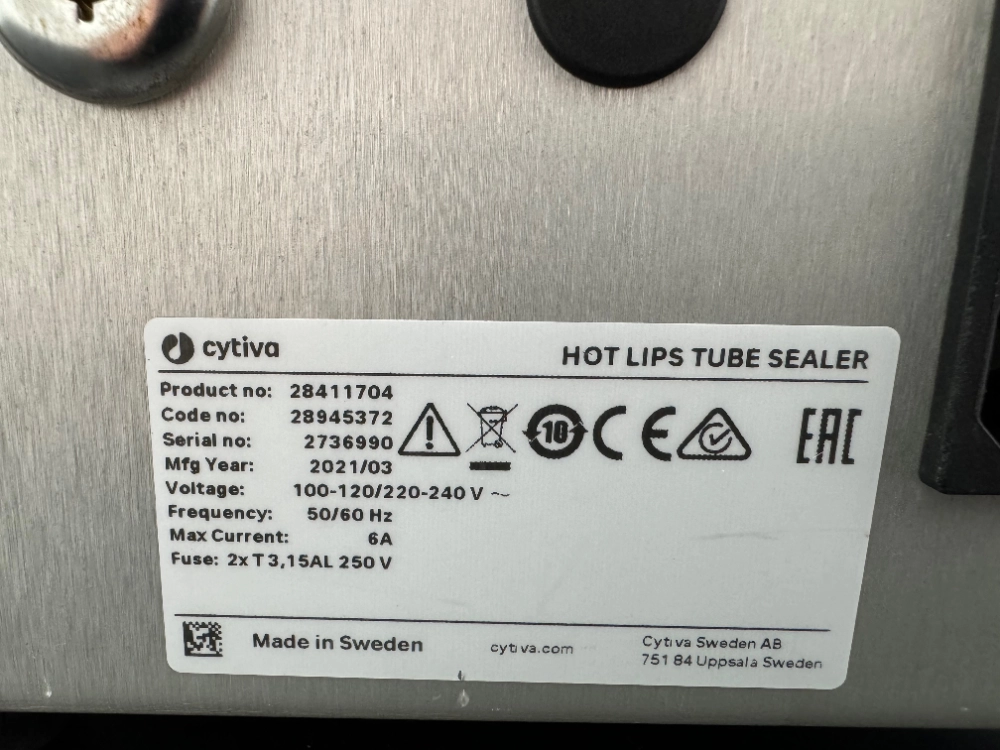 cytiva
HOT LIPS TUBE SEALER
Product no: 28411704
Code no: 28945372
Serial no: 2736990
Mfg Year: 2021/03
Voltage: 100-120/220-240 V ~
Frequency: 50/60 Hz
Max Current: 6A
Fuse: 2x T 3,15AL 250 V
10
CE
EAC
Made in Sweden
cytiva.com
Cytiva Sweden AB
751 84 Uppsala Sweden